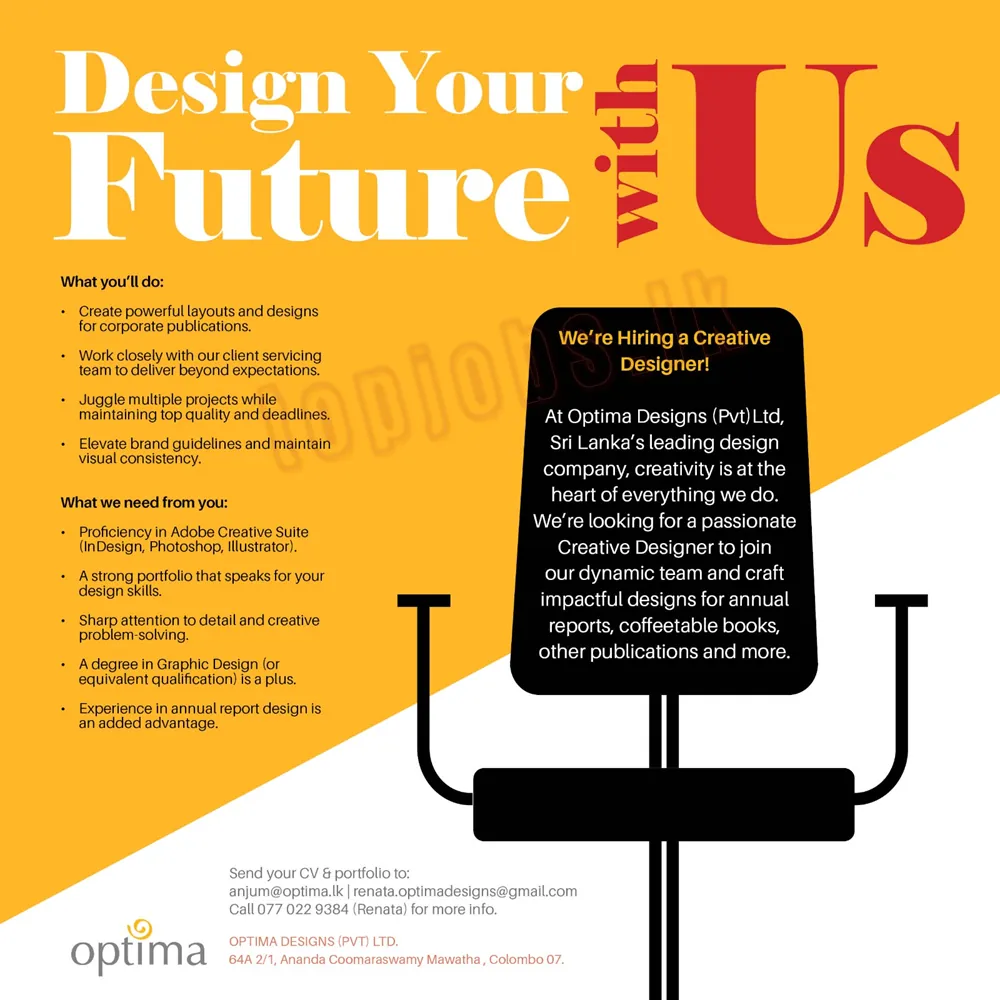 Design Your
Future
with
Us
What you'll do:
• Create powerful layouts and designs
for corporate publications.
• Work closely with our client servicing
team to deliver beyond expectations.
• Juggle multiple projects while
maintaining top quality and deadlines.
• Elevate brand guidelines and maintain
visual consistency.
What we need from you:
• Proficiency in Adobe Creative Suite
(InDesign, Photoshop, Illustrator).
• A strong portfolio that speaks for your
design skills.
• Sharp attention to detail and creative
problem-solving.
• A degree in Graphic Design (or
equivalent qualification) is a plus.
• Experience in annual report design is
an added advantage.
We're Hiring a Creative
Designer!
At Optima Designs (Pvt)Ltd,
Sri Lanka's leading design
company, creativity is at the
heart of everything we do.
We're looking for a passionate
Creative Designer to join
our dynamic team and craft
impactful designs for annual
reports, coffeetable books,
other publications and more.
topjobs.lk
Send your CV & portfolio to:
anjum@optima.lk | renata.optimadesigns@gmail.com
Call 077 022 9384 (Renata) for more info.
optima
OPTIMA DESIGNS (PVT) LTD.
64A 2/1, Ananda Coomaraswamy Mawatha , Colombo 07.